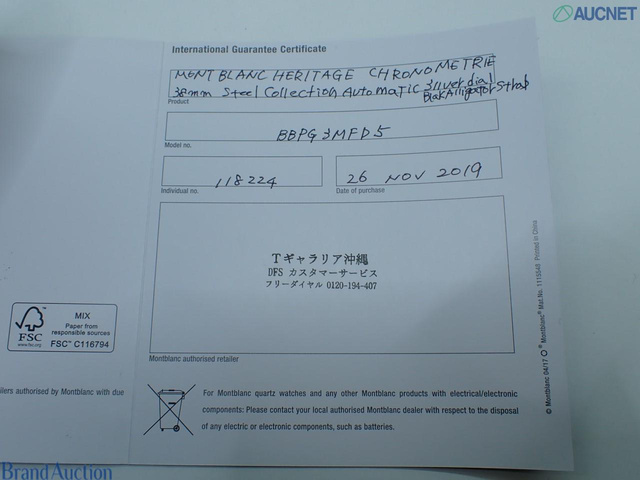 AUCNET
International Guarantee Certificate
MONTBLANC HERITAGE CHRONOMETRIE
38mm Steel Collection Automatic silver dial
Blak Alligator Strap
Product
BBPG3MFD5
Model no.
118224
26 NOV 2019
Individual no.
Date of purchase
Tギャラリア沖縄
DFS カスタマーサービス
フリーダイヤル 0120-194-407
Montblanc authorised retailer
MIX
Paper from
responsible sources
FSC™ C116794
FSC
www.fsc.org
© Montblanc 04/17 Montblanc® Mat.No. 1115548 Printed in China
ilers authorised by Montblanc with due
For Montblanc quartz watches and any other Montblanc products with electrical/electronic
components: Please contact your local authorised Montblanc dealer with respect to the disposal
of any electric or electronic components, such as batteries.
Brand Auction